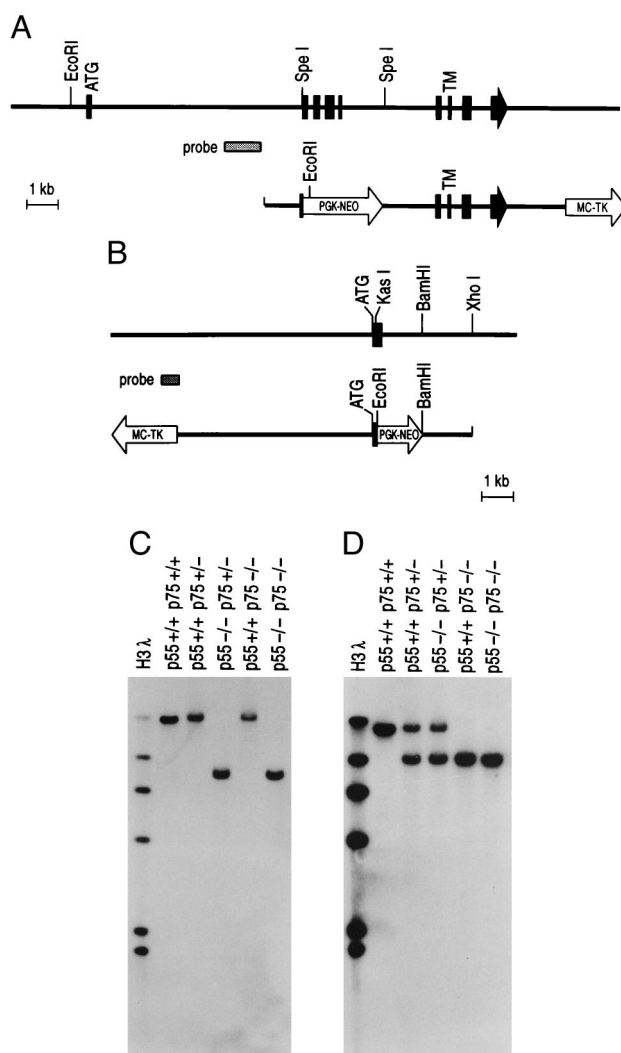 A
EcoRI
ATG
Spe I
Spe I
TM
probe
EcoRI
1 kb
PGK-NEO
TM
MC-TK
B
ATG
Kas I
BamHI
Xho I
probe
ATG
EcoRI
BamHI
MC-TK
PGK-NEO
1 kb
C
H3 λ
p55 +/+ p75 +/+
p55 +/+ p75 +/-
p55 -/- p75 +/-
p55 +/+ p75 -/-
p55 -/- p75 -/-
D
H3 λ
p55 +/+ p75 +/+
p55 +/+ p75 +/-
p55 -/- p75 +/-
p55 +/+ p75 -/-
p55 -/- p75 -/-